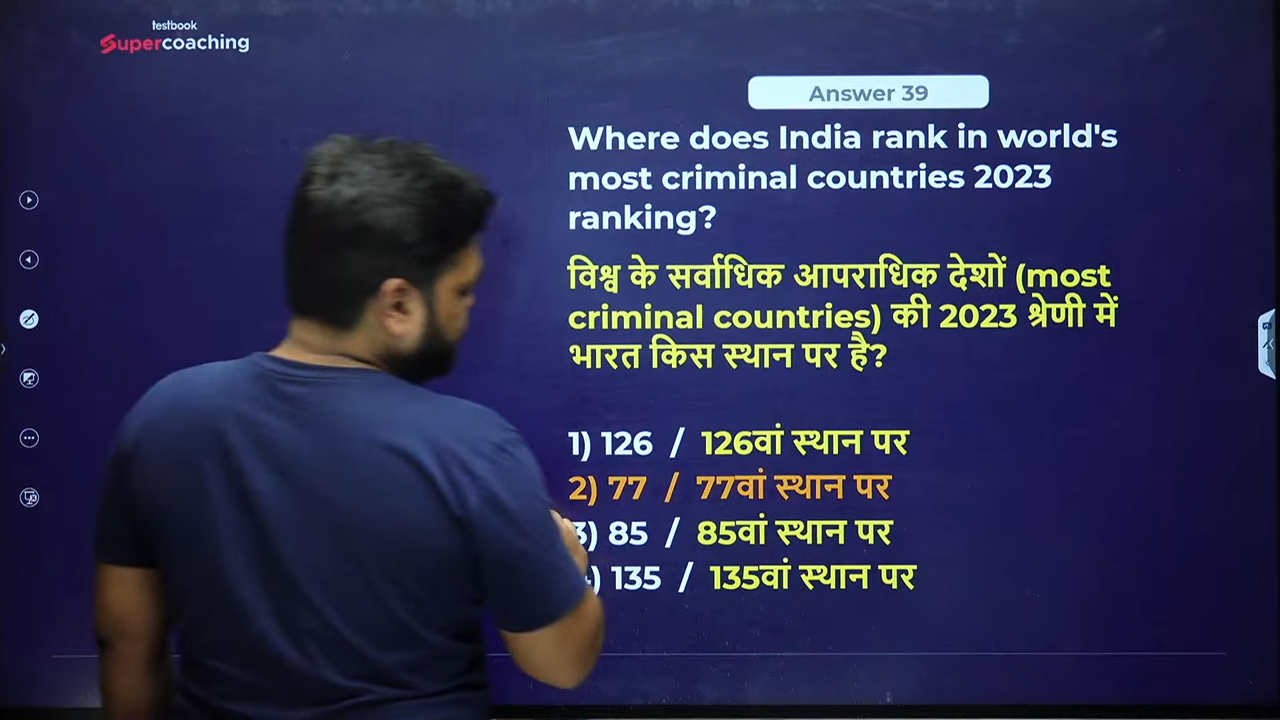 testbook
Supercoaching
Answer 39
Where does India rank in world's
most criminal countries 2023
ranking?
विश्व के सर्वाधिक आपराधिक देशों (most
criminal countries) की 2023 श्रेणी में
भारत किस स्थान पर है?
1) 126 / 126वां स्थान पर
2) 77 / 77वां स्थान पर
3) 85 / 85वां स्थान पर
) 135 / 135वां स्थान पर